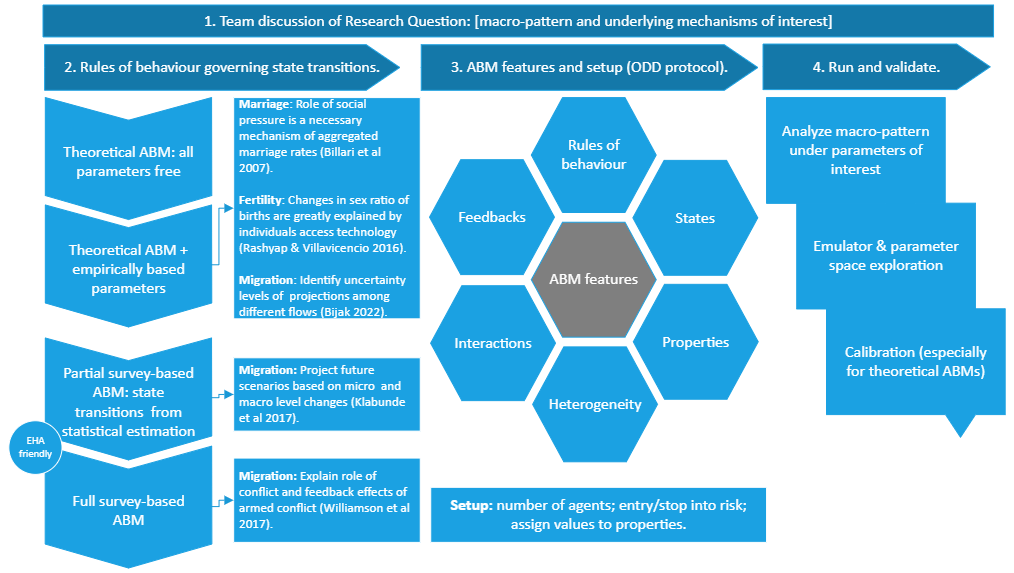 1. Team discussion of Research Question: [macro-pattern and underlying mechanisms of interest]
2. Rules of behaviour governing state transitions.
3. ABM features and setup (ODD protocol).
4. Run and validate.
Theoretical ABM: all
parameters free
Theoretical ABM +
empirically based
parameters
Partial survey-based
ABM: state
transitions from
statistical estimation
EHA
friendly
Full survey-based
ABM
Marriage: Role of social
pressure is a necessary
mechanism of aggregated
marriage rates (Billari et al
2007).
Fertility: Changes in sex ratio of
births are greatly explained by
individuals access technology
(Rashyap & Villavicencio 2016).
Migration: Identify uncertainty
levels of projections among
different flows (Bijak 2022).
Migration: Project future
scenarios based on micro and
macro level changes (Klabunde
et al 2017).
Migration: Explain role of
conflict and feedback effects of
armed conflict (Williamson et al
2017).
Rules of
behaviour
Feedbacks
States
ABM features
Interactions
Properties
Heterogeneity
Setup: number of agents; entry/stop into risk;
assign values to properties.
Analyze macro-pattern
under parameters of
interest
Emulator & parameter
space exploration
Calibration (especially
for theoretical ABMs)